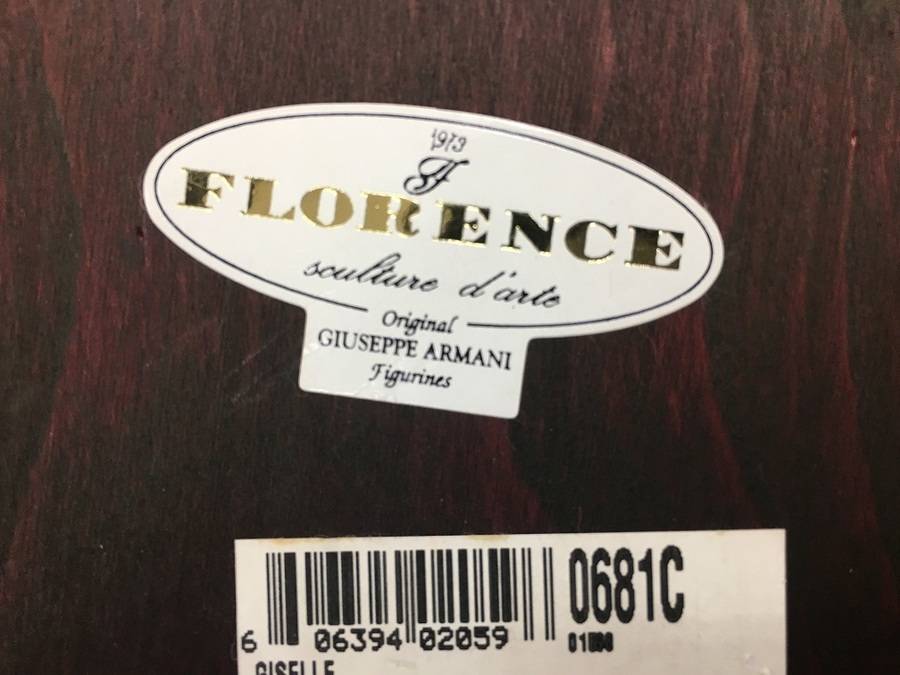 1973
F
FLORENCE
sculture d'arte
Original
GIUSEPPE ARMANI
Figurines
0681C
6 06394 02059
GISELLE